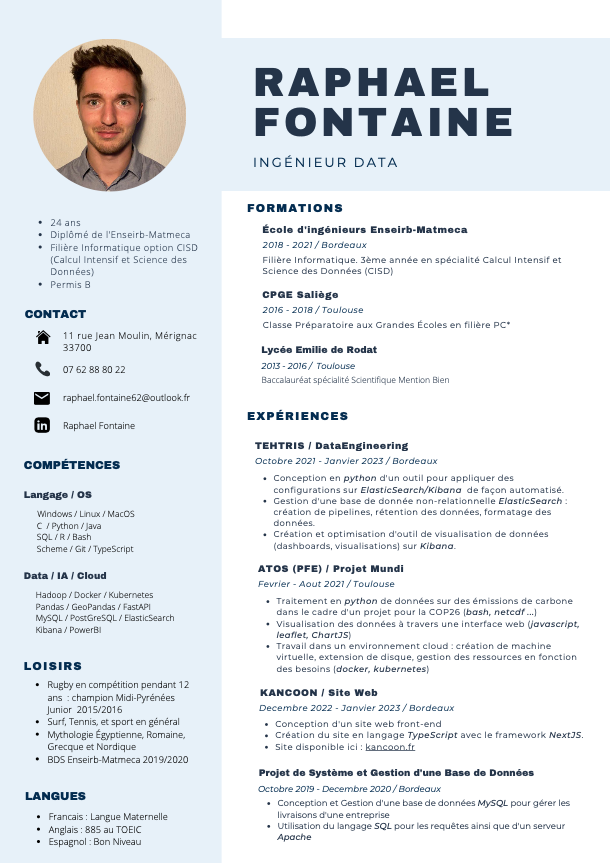 RAPHAEL
FONTAINE
INGÉNIEUR DATA
24 ans
Diplômé de l'Enseirb-Matmeca
Filière Informatique option CISD
(Calcul Intensif et Science des
Données)
Permis B
CONTACT
11 rue Jean Moulin, Mérignac
33700
07 62 88 80 22
raphael.fontaine62@outlook.fr
Raphael Fontaine
COMPÉTENCES
Langage / OS
Windows / Linux / MacOS
C / Python / Java
SQL / R / Bash
Scheme / Git / TypeScript
Data / IA / Cloud
Hadoop / Docker / Kubernetes
Pandas / GeoPandas / FastAPI
MySQL / PostGreSQL / ElasticSearch
Kibana / PowerBI
LOISIRS
Rugby en compétition pendant 12
ans : champion Midi-Pyrénées
Junior 2015/2016
Surf, Tennis, et sport en général
Mythologie Égyptienne, Romaine,
Grecque et Nordique
BDS Enseirb-Matmeca 2019/2020
LANGUES
Francais : Langue Maternelle
Anglais : 885 au TOEIC
Espagnol : Bon Niveau
FORMATIONS
École d'ingénieurs Enseirb-Matmeca
2018 - 2021 / Bordeaux
Filière Informatique. 3ème année en spécialité Calcul Intensif et
Science des Données (CISD)
CPGE Saliège
2016 - 2018 / Toulouse
Classe Préparatoire aux Grandes Écoles en filière PC*
Lycée Emilie de Rodat
2013 - 2016 / Toulouse
Baccalauréat spécialité Scientifique Mention Bien
EXPÉRIENCES
TEHTRIS / DataEngineering
Octobre 2021 - Janvier 2023 / Bordeaux
Conception en python d'un outil pour appliquer des
configurations sur ElasticSearch/Kibana de façon automatisé.
Gestion d'une base de donnée non-relationnelle ElasticSearch :
création de pipelines, rétention des données, formatage des
données.
Création et optimisation d'outil de visualisation de données
(dashboards, visualisations) sur Kibana.
ATOS (PFE) / Projet Mundi
Fevrier - Aout 2021 / Toulouse
Traitement en python de données sur des émissions de carbone
dans le cadre d'un projet pour la COP26 (bash, netcdf ...)
Visualisation des données à travers une interface web (javascript,
leaflet, ChartJS)
Travail dans un environnement cloud : création de machine
virtuelle, extension de disque, gestion des ressources en fonction
des besoins (docker, kubernetes)
KANCOON / Site Web
Decembre 2022 - Janvier 2023 / Bordeaux
Conception d'un site web front-end
Création du site en langage TypeScript avec le framework NextJS.
Site disponible ici : kancoon.fr
Projet de Système et Gestion d'une Base de Données
Octobre 2019 - Decembre 2020 / Bordeaux
Conception et Gestion d'une base de données MySQL pour gérer les
livraisons d'une entreprise
Utilisation du langage SQL pour les requêtes ainsi que d'un serveur
Apache